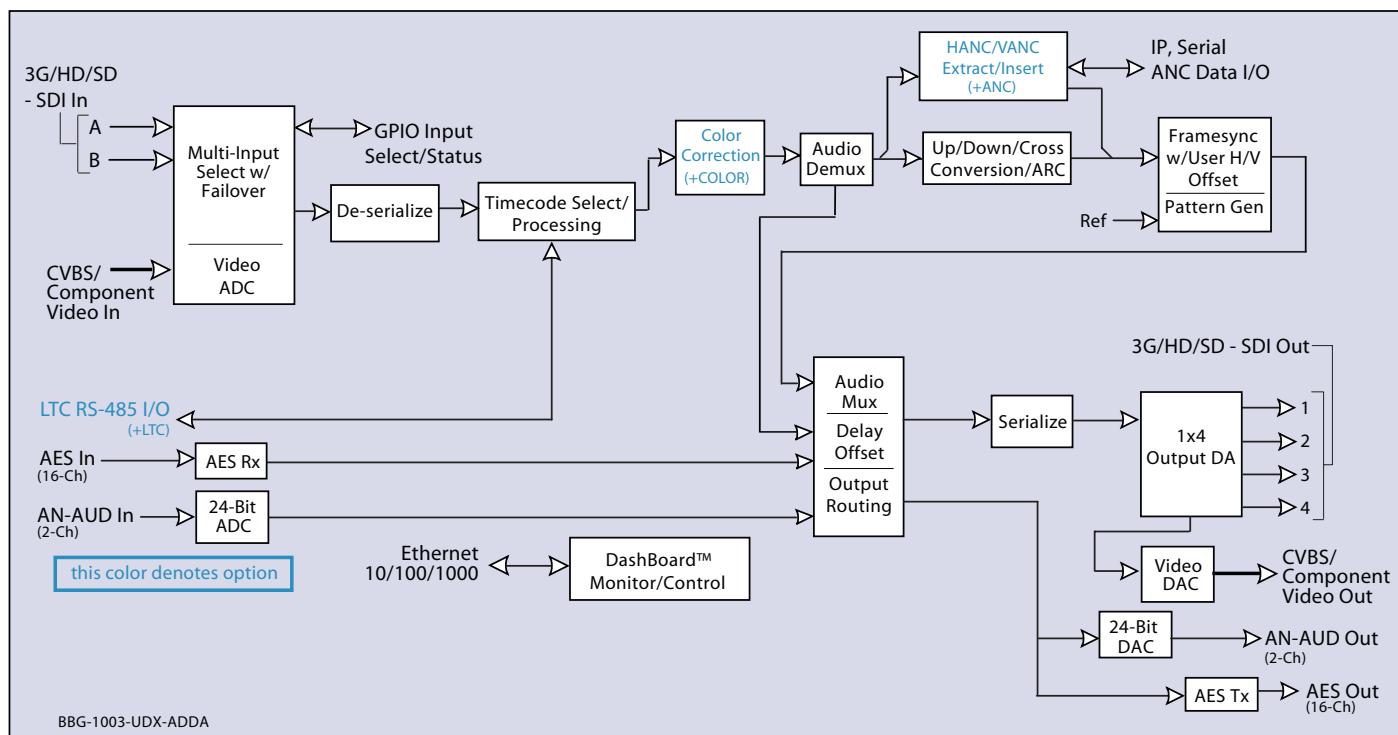 3G/HD/SD
- SDI In
A
B
Multi-Input
Select w/
Failover
Video
ADC
CVBS/
Component
Video In
GPIO Input
Select/Status
De-serialize
Timecode Select/
Processing
Color
Correction
(+COLOR)
Audio
Demux
HANC/VANC
Extract/Insert
(+ANC)
IP, Serial
ANC Data I/O
Up/Down/Cross
Conversion/ARC
Framesync
w/User H/V
Offset
Pattern Gen
Ref
LTC RS-485 I/O
(+LTC)
AES In
(16-Ch)
AES Rx
AN-AUD In
(2-Ch)
24-Bit
ADC
this color denotes option
Ethernet
10/100/1000
DashBoard™
Monitor/Control
Audio
Mux
Delay
Offset
Output
Routing
Serialize
3G/HD/SD - SDI Out
1x4
Output DA
1
2
3
4
Video
DAC
CVBS/
Component
Video Out
24-Bit
DAC
AN-AUD Out
(2-Ch)
AES Tx
AES Out
(16-Ch)
BBG-1003-UDX-ADDA